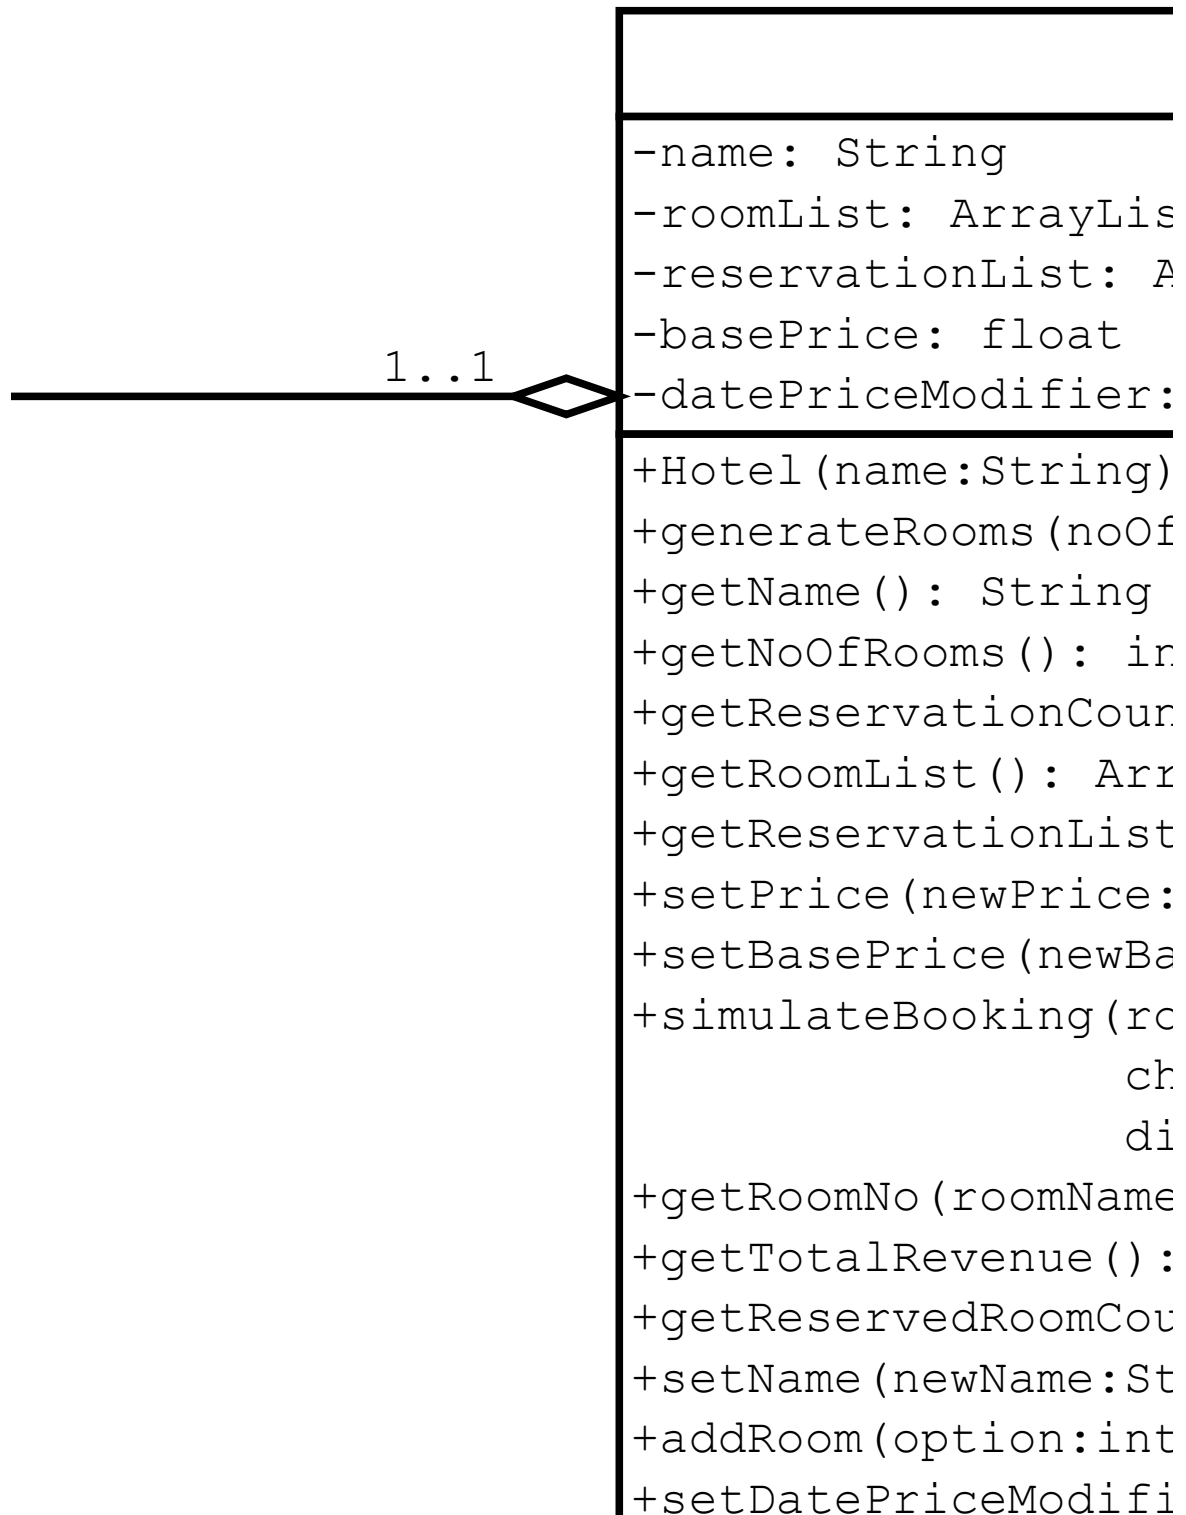 -name: String
-roomList: ArrayLis
-reservationList: A
-basePrice: float
1..1
-datePriceModifier:
+Hotel(name:String)
+generateRooms(noOf
+getName(): String
+getNoOfRooms(): in
+getReservationCoun
+getRoomList(): Arr
+getReservationList
+setPrice(newPrice:
+setBasePrice(newBa
+simulateBooking(ro
ch
di
+getRoomNo(roomName
+getTotalRevenue():
+getReservedRoomCou
+setName(newName:St
+addRoom(option:int
+setDatePriceModifi